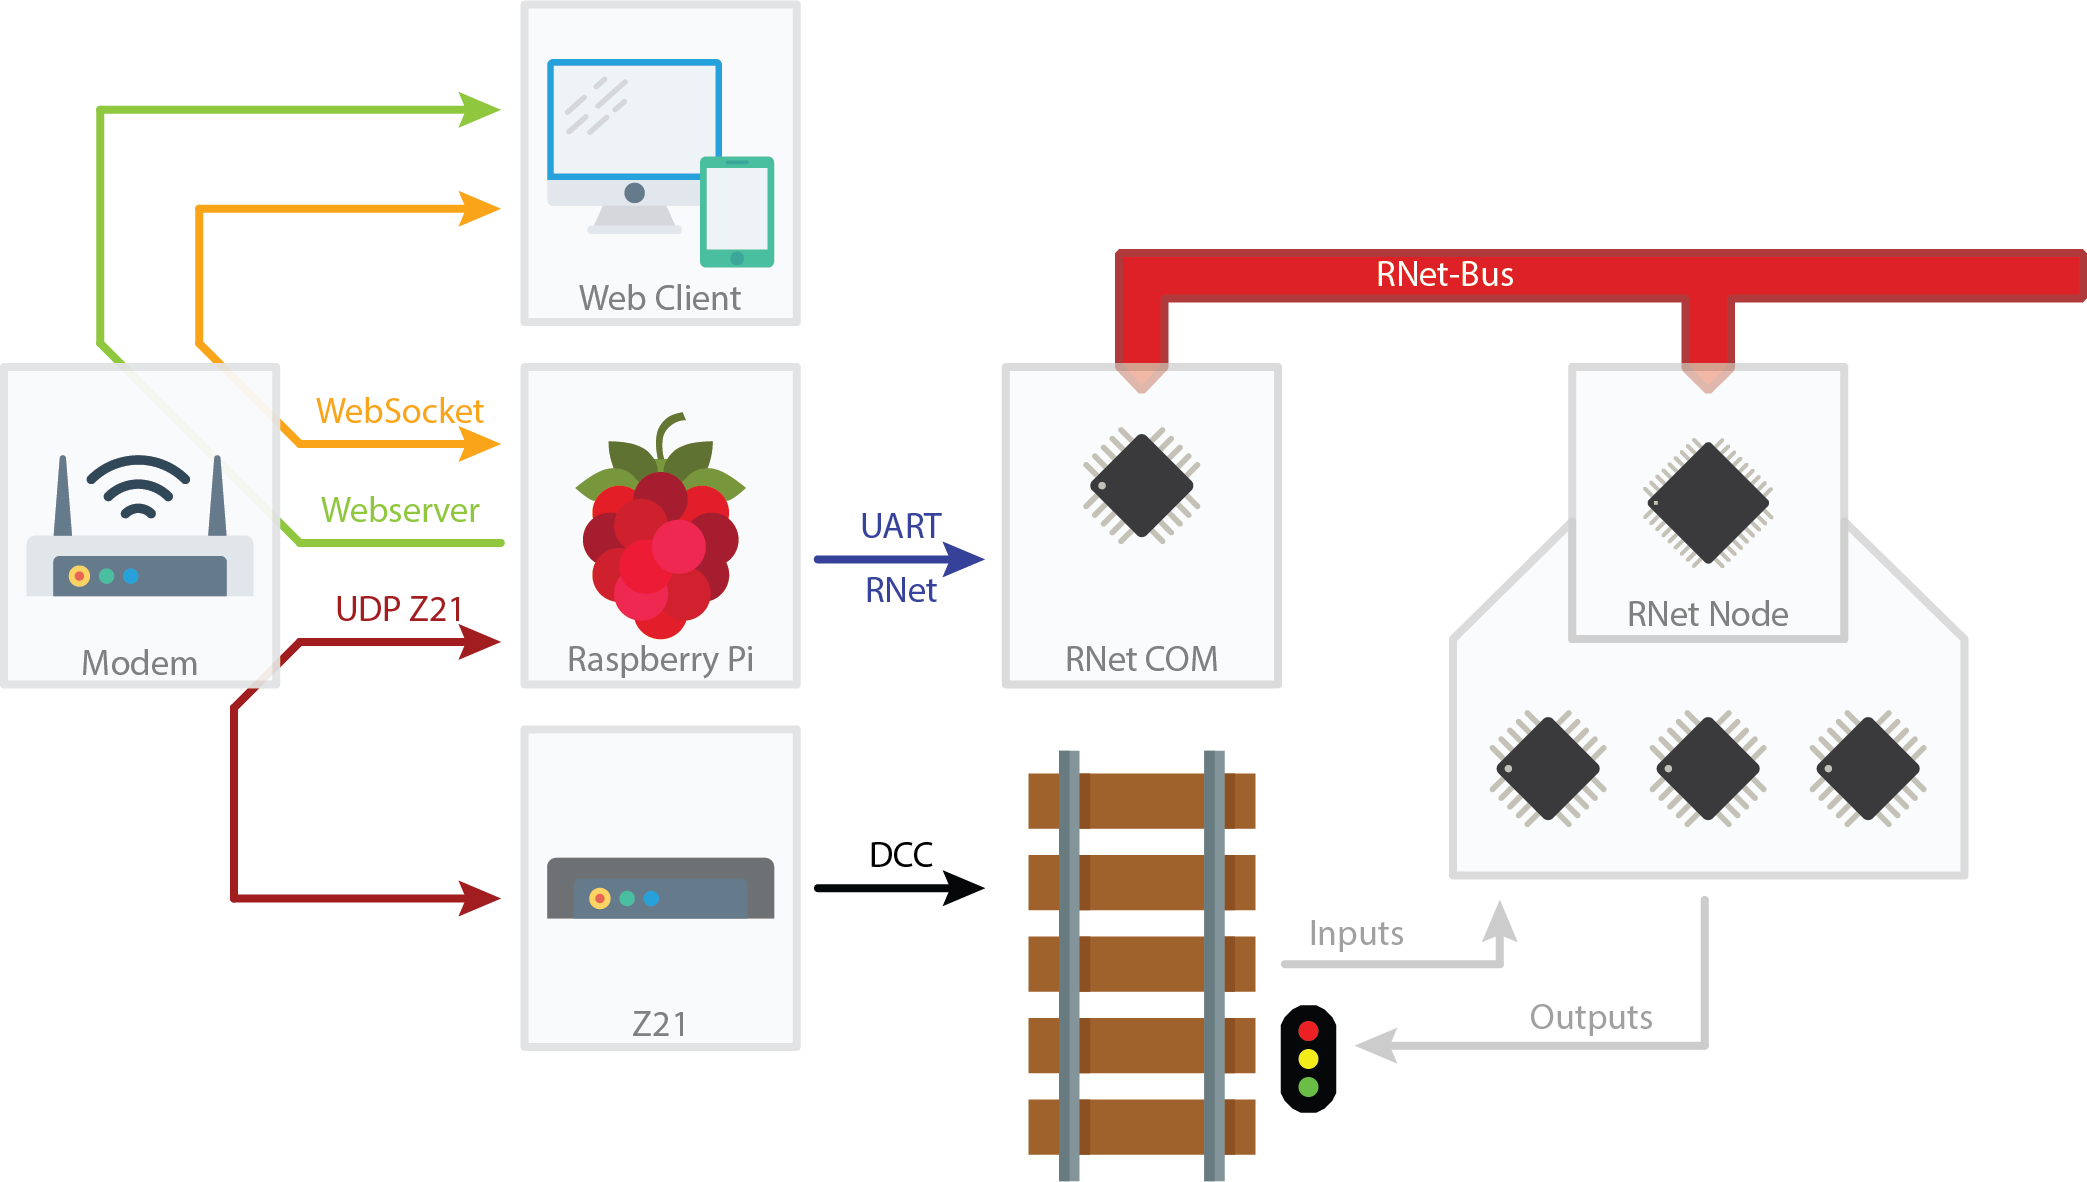 Web Client
RNet-Bus
WebSocket
Webserver
UDP Z21
Modem
Raspberry Pi
UART
RNet
RNet COM
RNet Node
Z21
DCC
Inputs
Outputs